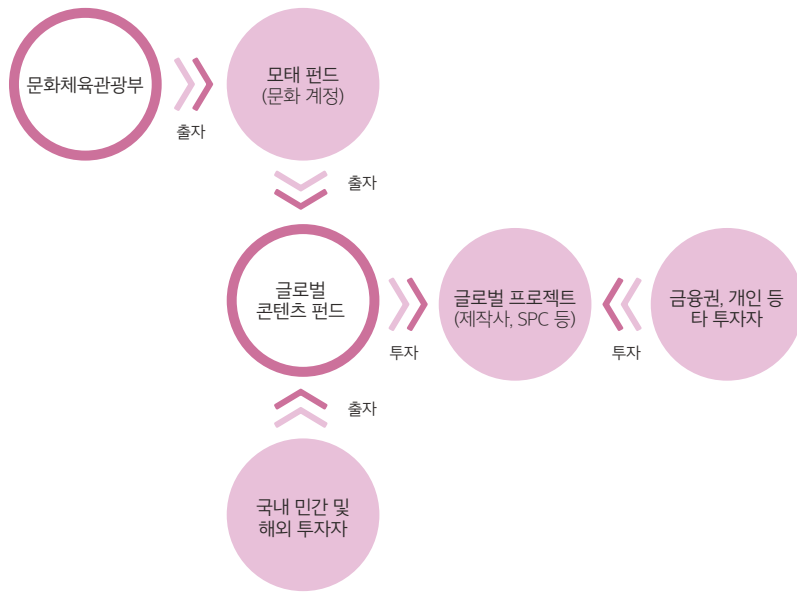 문화체육관광부
출자
모태 펀드
(문화 계정)
출자
글로벌
콘텐츠 펀드
투자
글로벌 프로젝트
(제작사, SPC 등)
투자
금융권, 개인 등
타 투자자
출자
국내 민간 및
해외 투자자